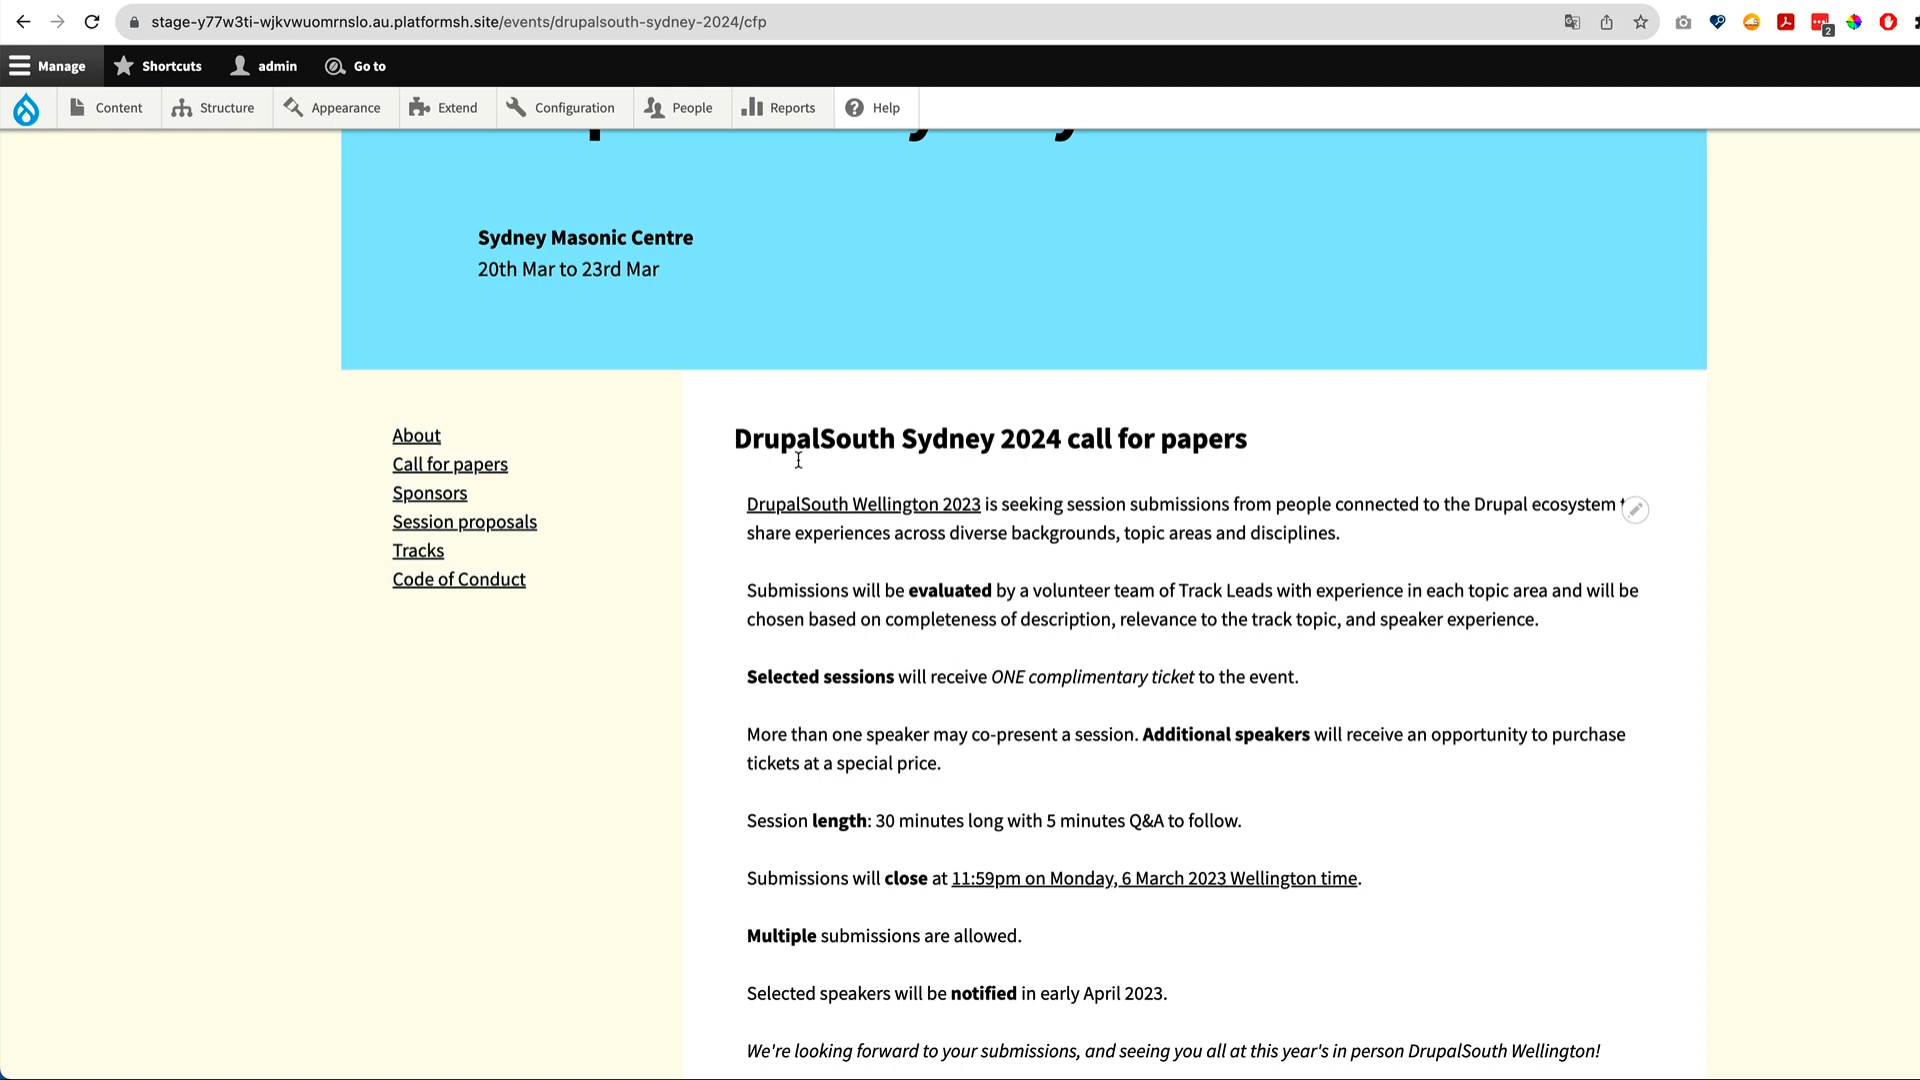 stage-y77w3ti-wjkvwuomrnslo.au.platformsh.site/events/drupalsouth-sydney-2024/cfp
2
Manage
Shortcuts
admin
Go to
Content
Structure
Appearance
Extend
Configuration
People
Reports
Help
Sydney Masonic Centre
20th Mar to 23rd Mar
About
Call for papers
Sponsors
Session proposals
Tracks
Code of Conduct
DrupalSouth Sydney 2024 call for papers
DrupalSouth Wellington 2023 is seeking session submissions from people connected to the Drupal ecosystem
share experiences across diverse backgrounds, topic areas and disciplines.
Submissions will be evaluated by a volunteer team of Track Leads with experience in each topic area and will be
chosen based on completeness of description, relevance to the track topic, and speaker experience.
Selected sessions will receive ONE complimentary ticket to the event.
More than one speaker may co-present a session. Additional speakers will receive an opportunity to purchase
tickets at a special price.
Session length: 30 minutes long with 5 minutes Q&A to follow.
Submissions will close at 11:59pm on Monday, 6 March 2023 Wellington time.
Multiple submissions are allowed.
Selected speakers will be notified in early April 2023.
We're looking forward to your submissions, and seeing you all at this year's in person DrupalSouth Wellington!